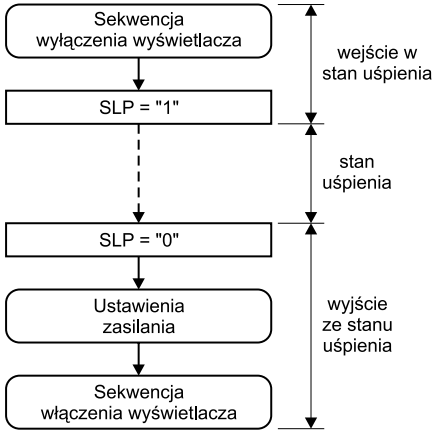 Sekwencja
wyłączenia wyświetlacza
wejście w
stan uśpienia
SLP = "1"
stan
uśpienia
SLP = "0"
Ustawienia
zasilania
wyjście
ze stanu
uśpienia
Sekwencja
włączenia wyświetlacza